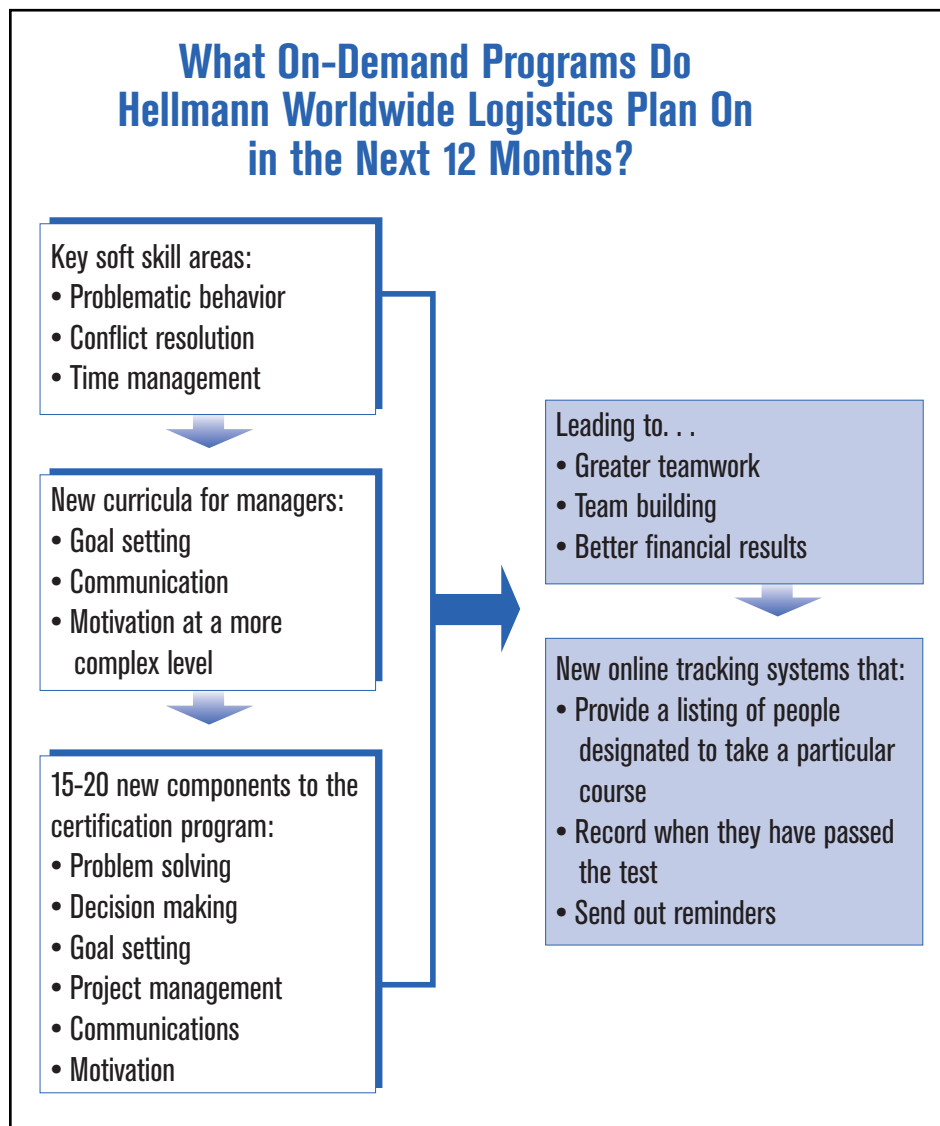 What On-Demand Programs Do
Hellmann Worldwide Logistics Plan On
in the Next 12 Months?
Key soft skill areas:
• Problematic behavior
• Conflict resolution
• Time management
New curricula for managers:
• Goal setting
• Communication
• Motivation at a more
complex level
15-20 new components to the
certification program:
• Problem solving
• Decision making
• Goal setting
• Project management
• Communications
• Motivation
Leading to. . .
• Greater teamwork
• Team building
• Better financial results
New online tracking systems that:
• Provide a listing of people
designated to take a particular
course
• Record when they have passed
the test
• Send out reminders